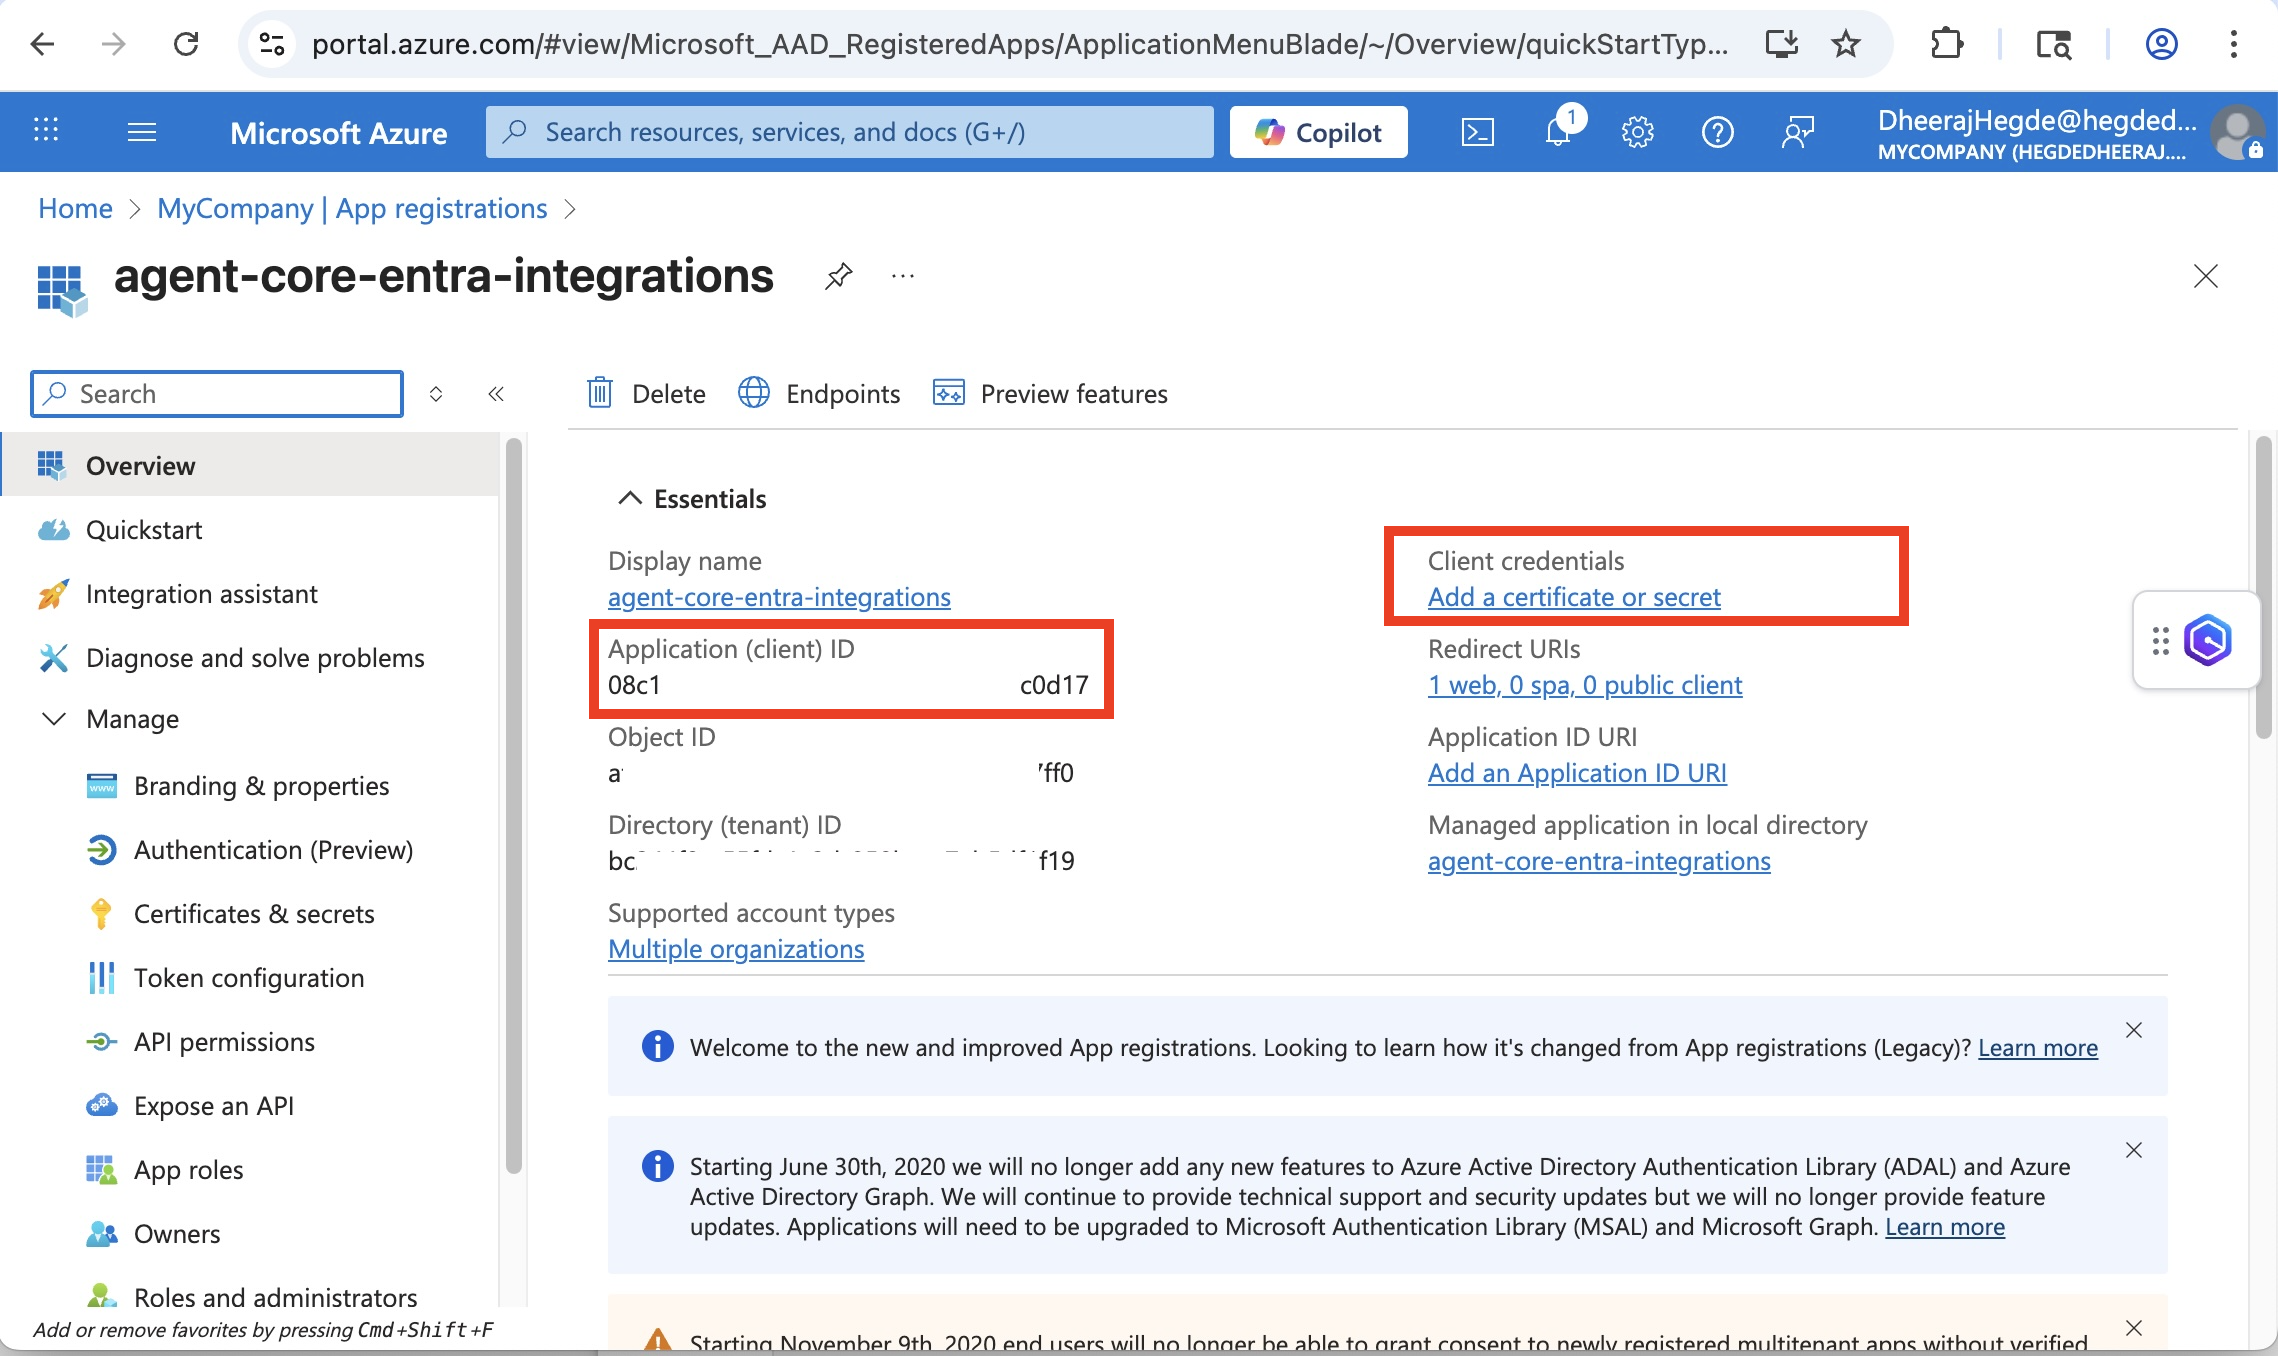 portal.azure.com/#view/Microsoft_AAD_RegisteredApps/ApplicationMenuBlade/~/Overview/quickStartTyp...
Microsoft Azure
Search resources, services, and docs (G+/)
Copilot
1
DheerajHegde@hegded...
MYCOMPANY (HEGDEDHEERAJ....
Home > MyCompany | App registrations >
agent-core-entra-integrations
Search
Delete
Endpoints
Preview features
Overview
Quickstart
Integration assistant
Diagnose and solve problems
Manage
Branding & properties
Authentication (Preview)
Certificates & secrets
Token configuration
API permissions
Expose an API
App roles
Owners
Roles and administrators
Add or remove favorites by pressing Cmd+Shift+F
Essentials
Display name
agent-core-entra-integrations
Application (client) ID
08c1 c0d17
Object ID
a 7ff0
Directory (tenant) ID
bc f19
Supported account types
Multiple organizations
Client credentials
Add a certificate or secret
Redirect URIs
1 web, 0 spa, 0 public client
Application ID URI
Add an Application ID URI
Managed application in local directory
agent-core-entra-integrations
Welcome to the new and improved App registrations. Looking to learn how it's changed from App registrations (Legacy)? Learn more
Starting June 30th, 2020 we will no longer add any new features to Azure Active Directory Authentication Library (ADAL) and Azure
Active Directory Graph. We will continue to provide technical support and security updates but we will no longer provide feature
updates. Applications will need to be upgraded to Microsoft Authentication Library (MSAL) and Microsoft Graph. Learn more
Starting November 9th, 2020 end users will no longer be able to grant consent to newly registered multitenant apps without verified